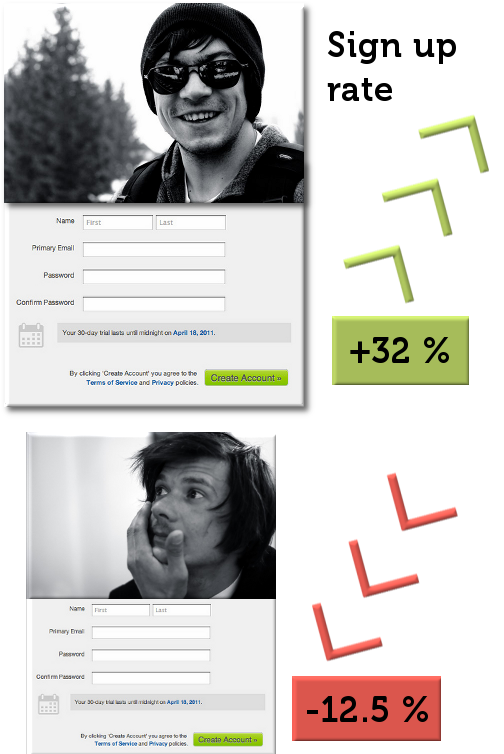 Sign up
rate
Name First Last
Primary Email
Password
Confirm Password
Your 30-day trial lasts until midnight on April 18, 2011.
By clicking 'Create Account' you agree to the
Terms of Service and Privacy policies.
Create Account »
+32 %
Name First Last
Primary Email
Password
Confirm Password
Your 30-day trial lasts until midnight on April 18, 2011.
By clicking 'Create Account' you agree to the
Terms of Service and Privacy policies.
Create Account »
-12.5 %